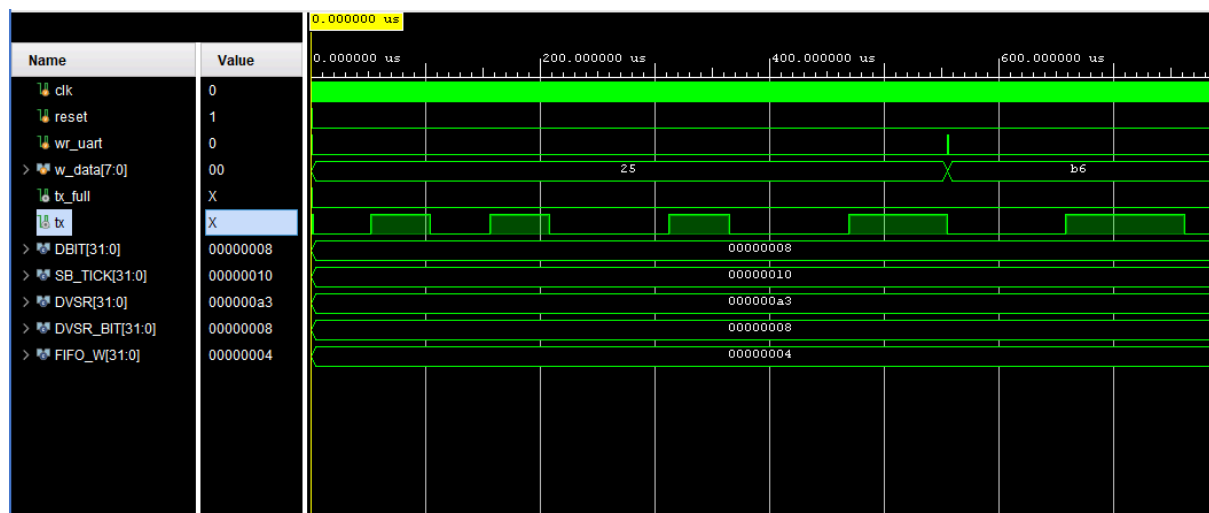 0.000000 us
Name Value 0.000000 us 200.000000 us 400.000000 us 600.000000 us
clk 0
reset 1
wr_uart 0
> w_data[7:0] 00 25 b6
tx_full X
tx X
> DBIT[31:0] 00000008 00000008
> SB_TICK[31:0] 00000010 00000010
> DVSR[31:0] 000000a3 000000a3
> DVSR_BIT[31:0] 00000008 00000008
> FIFO_W[31:0] 00000004 00000004